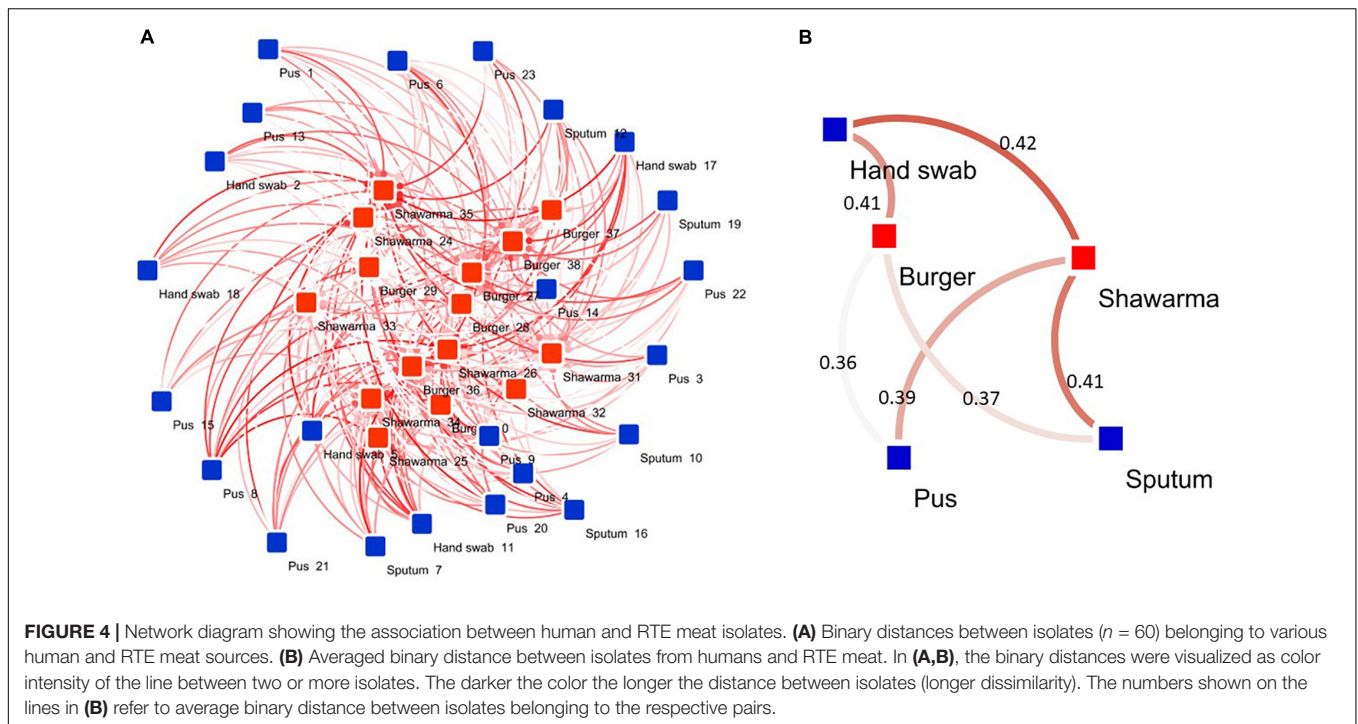 A
B
Pus 1
Pus 6
Pus 23
Pus 13
Sputum 12
Hand swab 17
Hand swab 2
Sputum 19
Shawarma 35
Shawarma 24
Burger 37
Burger 38
Pus 22
Hand swab 18
Burger 29
Burger 27
Pus 14
Shawarma 33
Burger 28
Shawarma 26
Shawarma 31
Pus 3
Burger 36
Shawarma 32
Pus 15
Shawarma 34
Hand swab 5
Shawarma 25
Pus 9
Sputum 10
Pus 8
Pus 4
Pus 20
Sputum 16
Hand swab 11
Pus 21
Sputum 7
0.42
Hand swab
0.41
Burger
Shawarma
0.36
0.39
0.37
0.41
Pus
Sputum
FIGURE 4 | Network diagram showing the association between human and RTE meat isolates. (A) Binary distances between isolates (n = 60) belonging to various
human and RTE meat sources. (B) Averaged binary distance between isolates from humans and RTE meat. In (A,B), the binary distances were visualized as color
intensity of the line between two or more isolates. The darker the color the longer the distance between isolates (longer dissimilarity). The numbers shown on the
lines in (B) refer to average binary distance between isolates belonging to the respective pairs.